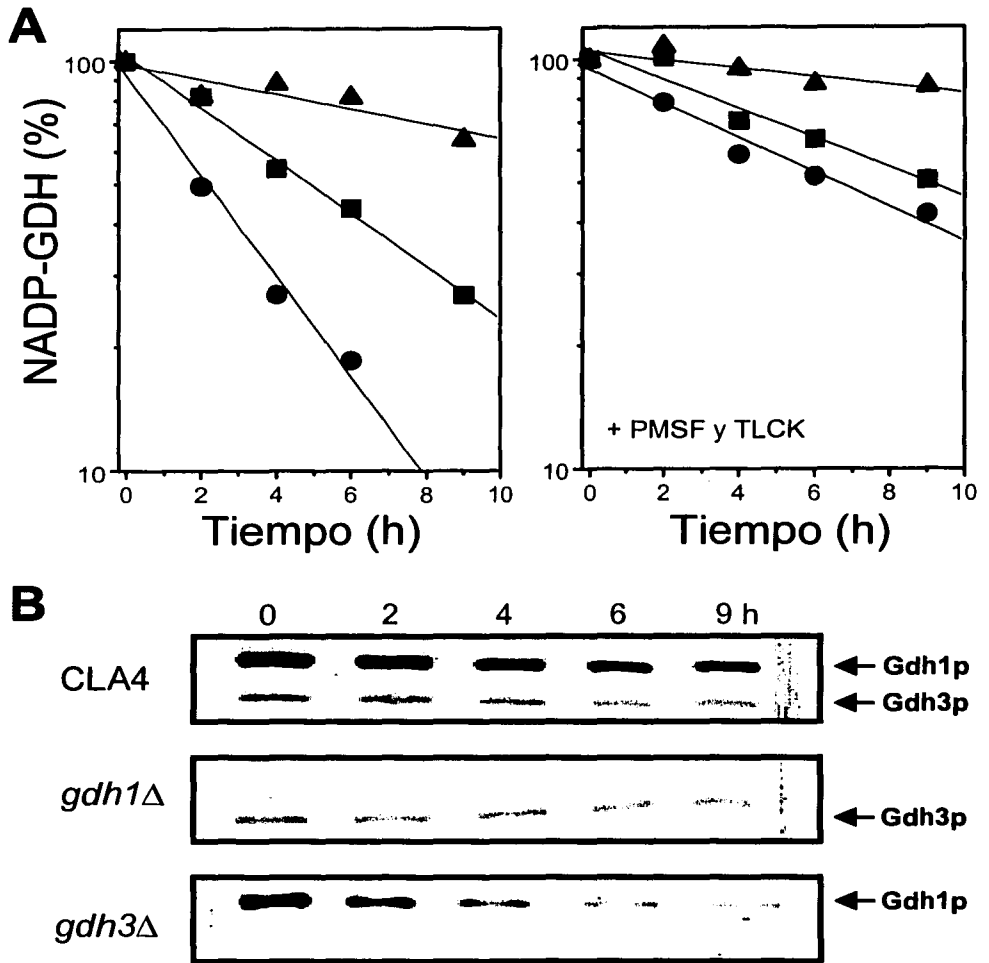 A
NADP-GDH (%)
100
10
0 2 4 6 8 10
Tiempo (h)
100
10
+ PMSF y TLCK
0 2 4 6 8 10
Tiempo (h)
B
0 2 4 6 9 h
CLA4
Gdh1p
Gdh3p
gdh1Δ
Gdh3p
gdh3Δ
Gdh1p